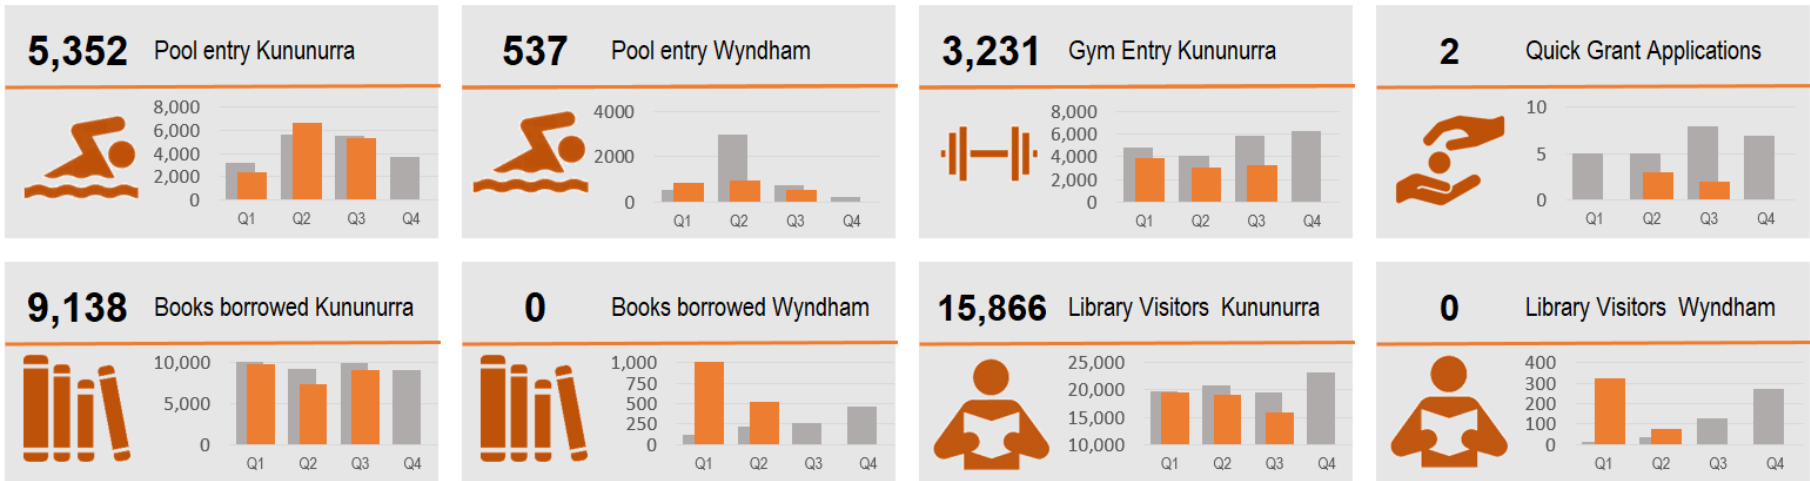 5,352 Pool entry Kununurra
8,000
6,000
4,000
2,000
0
Q1 Q2 Q3 Q4
537 Pool entry Wyndham
4000
2000
0
Q1 Q2 Q3 Q4
3,231 Gym Entry Kununurra
8,000
6,000
4,000
2,000
0
Q1 Q2 Q3 Q4
2 Quick Grant Applications
10
5
0
Q1 Q2 Q3 Q4
9,138 Books borrowed Kununurra
10,000
5,000
0
Q1 Q2 Q3 Q4
0 Books borrowed Wyndham
1,000
750
500
250
0
Q1 Q2 Q3 Q4
15,866 Library Visitors Kununurra
25,000
20,000
15,000
10,000
Q1 Q2 Q3 Q4
0 Library Visitors Wyndham
400
300
200
100
0
Q1 Q2 Q3 Q4